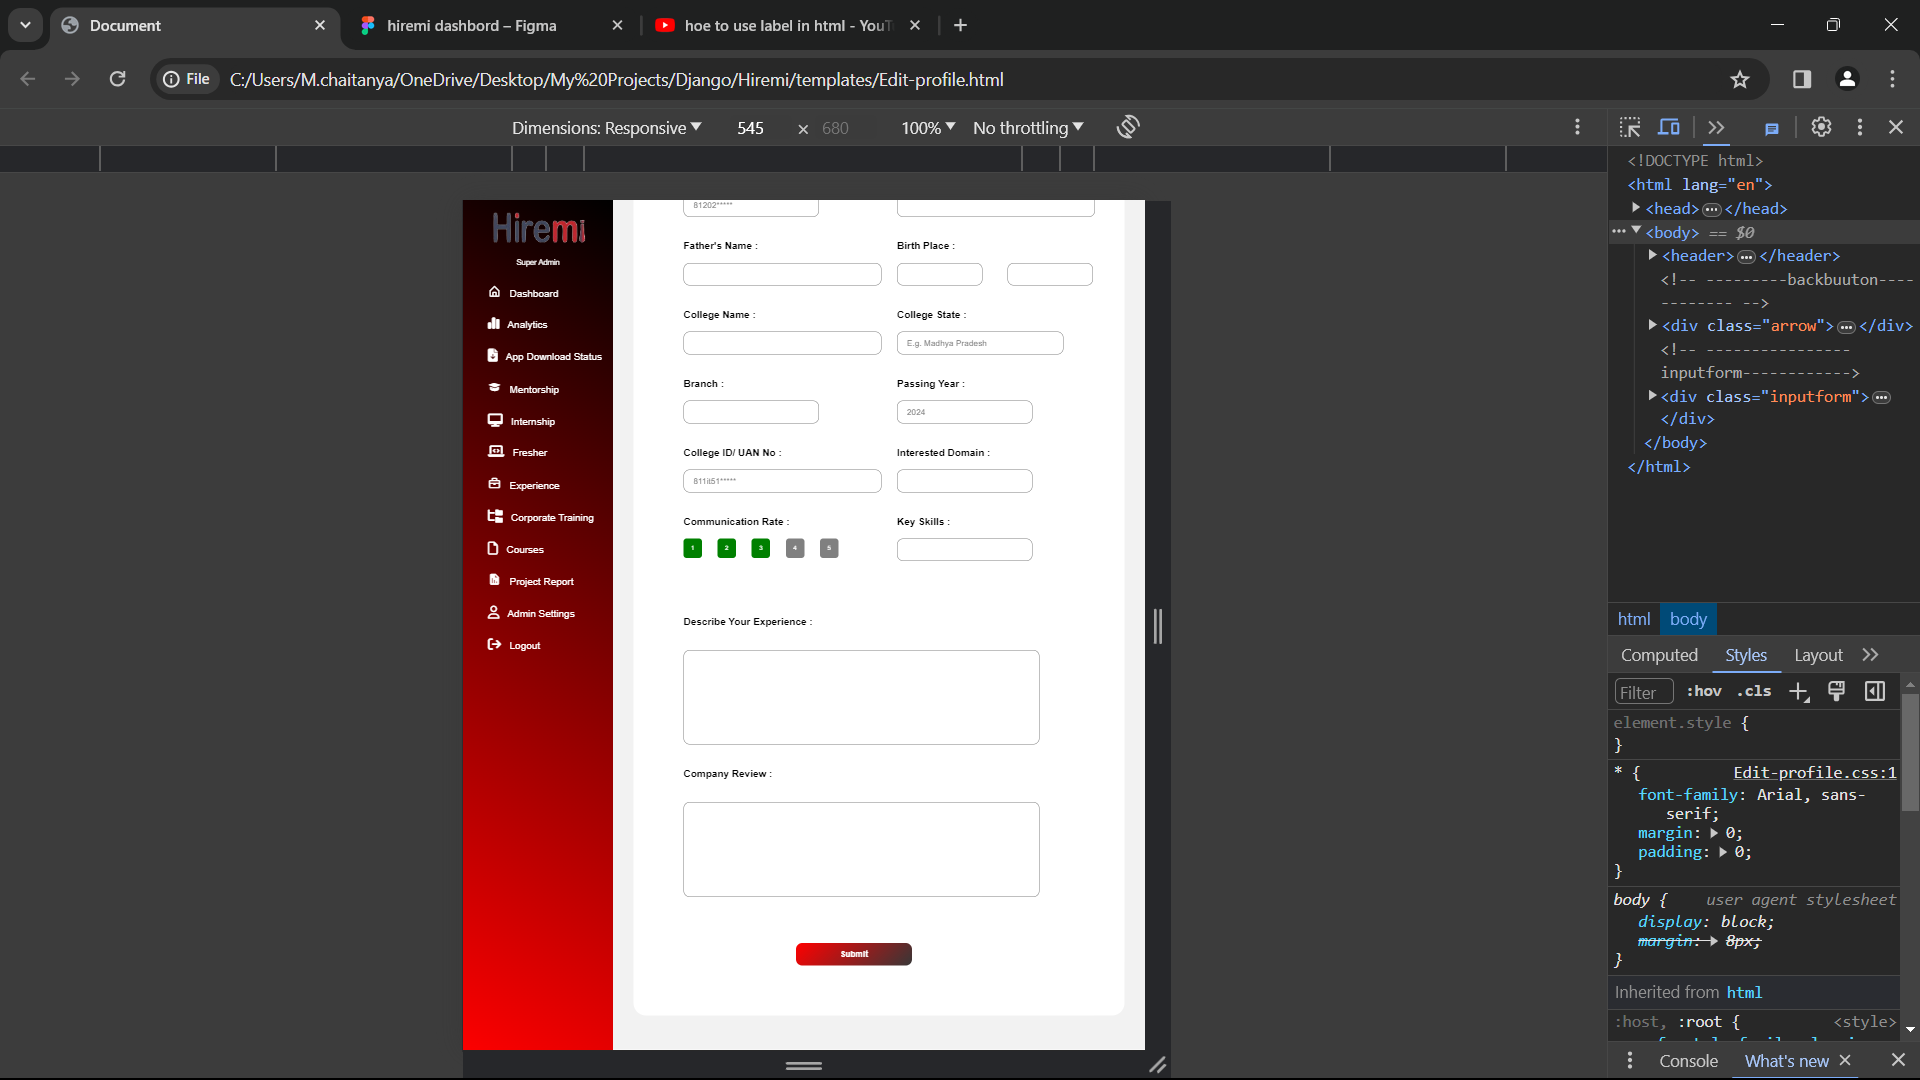 Document
hiremi dashbord – Figma
hoe to use label in html - YouT
File
C:/Users/M.chaitanya/OneDrive/Desktop/My%20Projects/Django/Hiremi/templates/Edit-profile.html
Dimensions: Responsive
545
×
680
100%
No throttling
Hiremi
Super Admin
Dashboard
Analytics
App Download Status
Mentorship
Internship
Fresher
Experience
Corporate Training
Courses
Project Report
Admin Settings
Logout
81202*****
Father's Name :
Birth Place :
College Name :
College State :
E.g. Madhya Pradesh
Branch :
Passing Year :
2024
College ID/ UAN No :
Interested Domain :
811it51*****
Communication Rate :
Key Skills :
1 2 3 4 5
Describe Your Experience :
Company Review :
Submit
<!DOCTYPE html>
<html lang="en">
<head> ••• </head>
••• <body> == $0
<header> ••• </header>
<!-- ---------backbuuton----
-------- -->
<div class="arrow"> ••• </div>
<!-- ----------------
inputform------------>
<div class="inputform"> •••
</div>
</body>
</html>
html body
Computed Styles Layout
Filter :hov .cls
element.style {
}
* { Edit-profile.css:1
font-family: Arial, sans-
serif;
margin: 0;
padding: 0;
}
body { user agent stylesheet
display: block;
margin: 8px;
}
Inherited from html
:host, :root { <style>
Console What's new